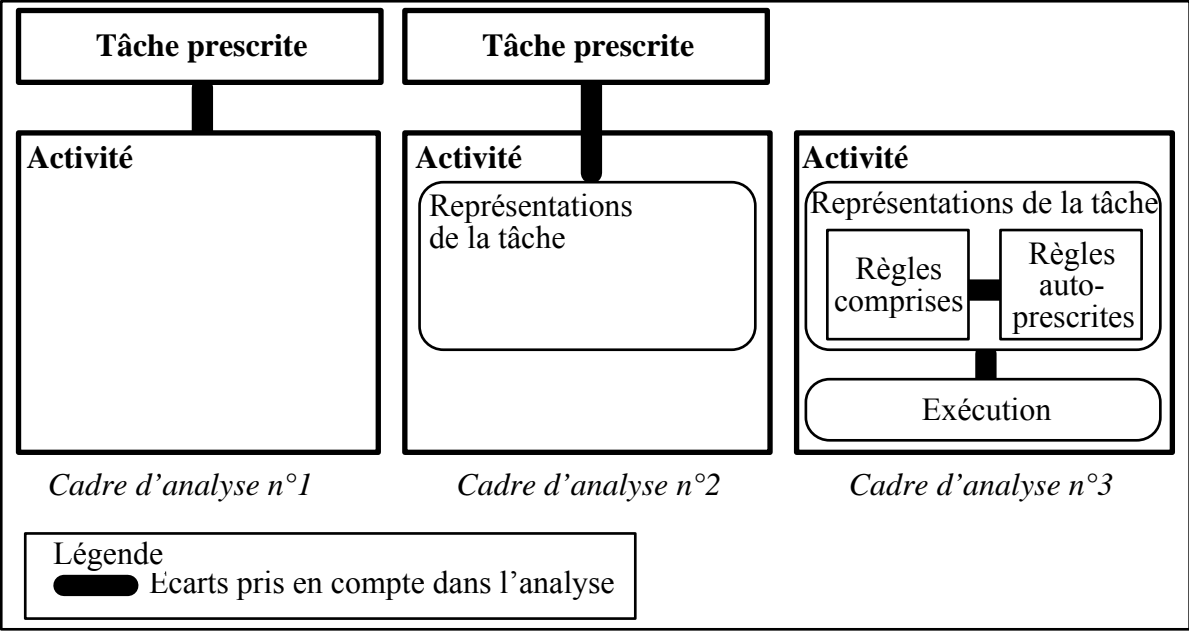 Tâche prescrite
Activité
Cadre d'analyse n°1
Tâche prescrite
Activité
Représentations
de la tâche
Cadre d'analyse n°2
Activité
Représentations de la tâche
Règles
comprises
Règles
auto-
prescrites
Exécution
Cadre d'analyse n°3
Légende
Ecarts pris en compte dans l'analyse